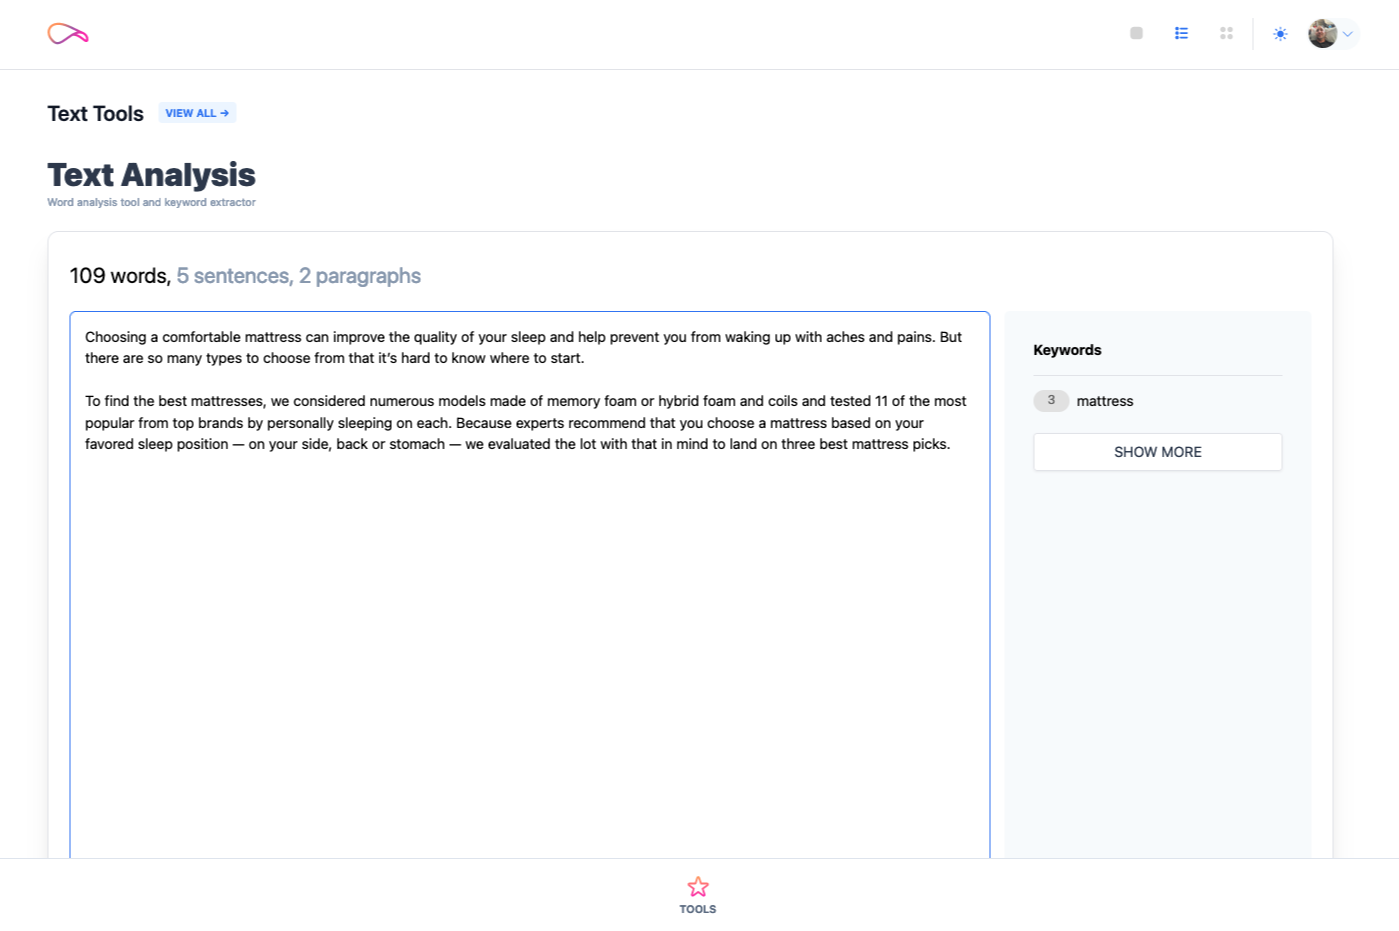 Text Tools VIEW ALL →
Text Analysis
Word analysis tool and keyword extractor
109 words, 5 sentences, 2 paragraphs
Choosing a comfortable mattress can improve the quality of your sleep and help prevent you from waking up with aches and pains. But
there are so many types to choose from that it’s hard to know where to start.
To find the best mattresses, we considered numerous models made of memory foam or hybrid foam and coils and tested 11 of the most
popular from top brands by personally sleeping on each. Because experts recommend that you choose a mattress based on your
favored sleep position — on your side, back or stomach — we evaluated the lot with that in mind to land on three best mattress picks.
Keywords
3 mattress
SHOW MORE
TOOLS